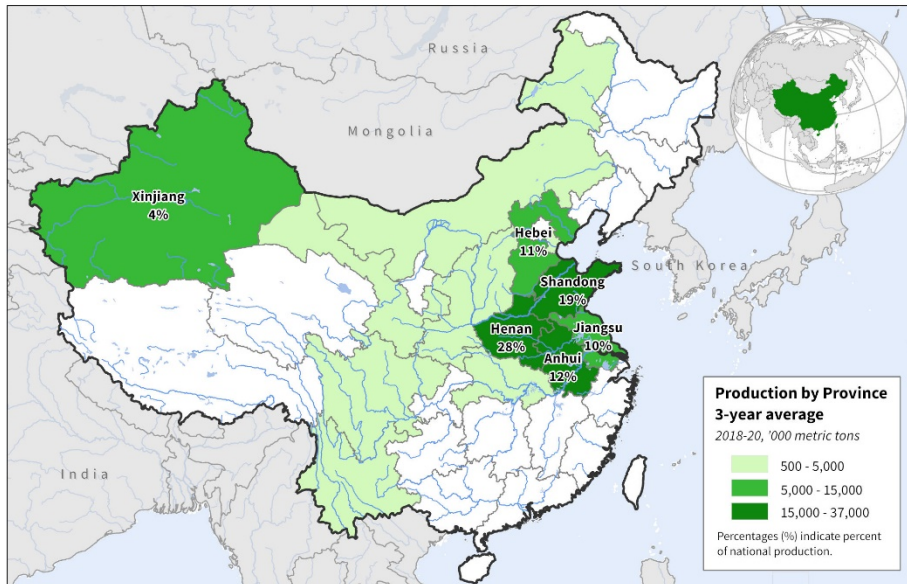 Russia
Mongolia
Xinjiang
4%
Hebei
11%
South Korea
Shandong
19%
Henan
28%
Jiangsu
10%
Anhui
12%
India
Production by Province
3-year average
2018-20, '000 metric tons
500 - 5,000
5,000 - 15,000
15,000 - 37,000
Percentages (%) indicate percent
of national production.